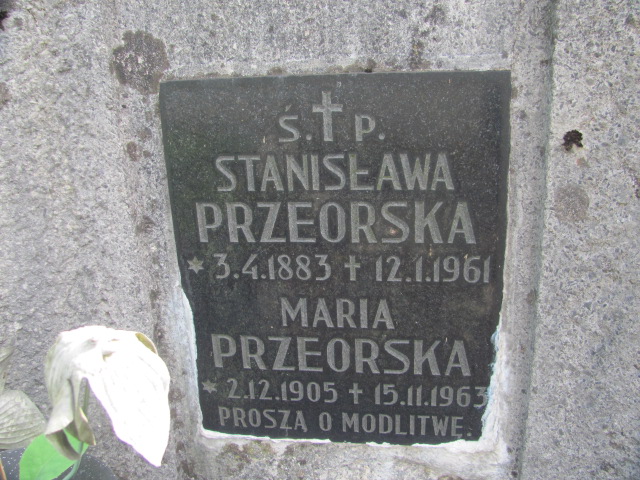 Ś. ✝ P.
STANISŁAWA
PRZEORSKA
* 3.4.1883 + 12.1.1961
MARIA
PRZEORSKA
* 2.12.1905 + 15.11.1963
PROSZĄ O MODLITWĘ.